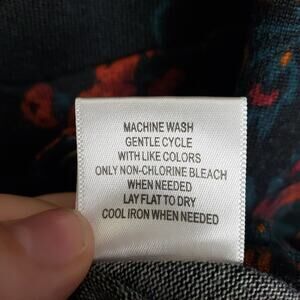 MACHINE WASH
GENTLE CYCLE
WITH LIKE COLORS
ONLY NON-CHLORINE BLEACH
WHEN NEEDED
LAY FLAT TO DRY
COOL IRON WHEN NEEDED